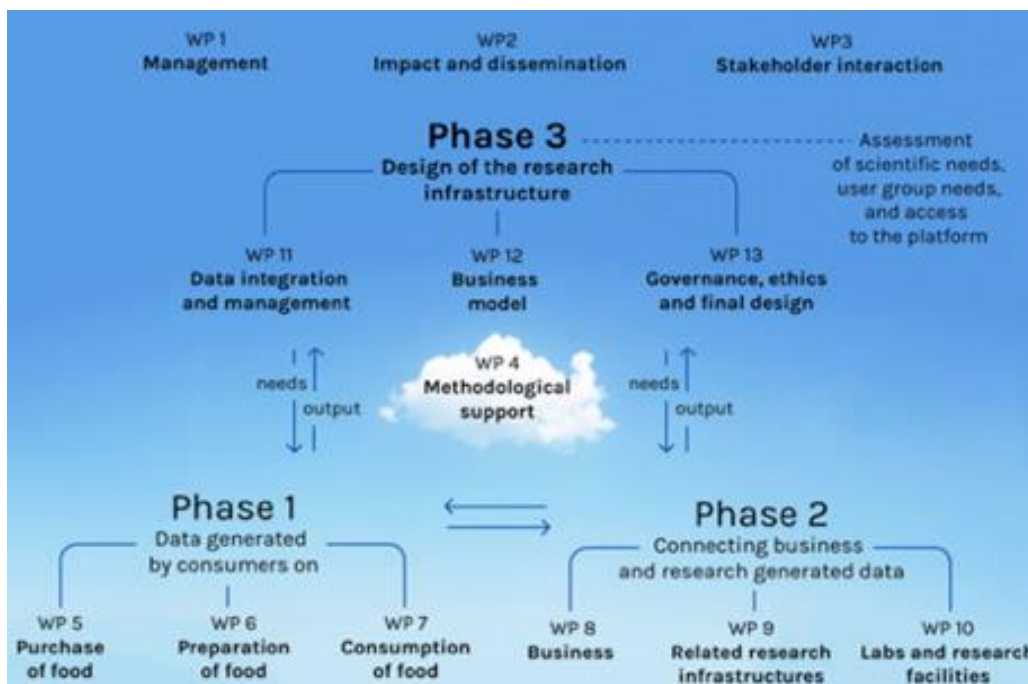 WP 1
Management
WP2
Impact and dissemination
WP3
Stakeholder interaction
Phase 3
Design of the research
infrastructure
Assessment
of scientific needs,
user group needs,
and access
to the platform
WP 11
Data integration
and management
WP 12
Business
model
WP 13
Governance, ethics
and final design
needs
output
WP 4
Methodological
support
needs
output
Phase 1
Data generated
by consumers on
Phase 2
Connecting business
and research generated data
WP 5
Purchase
of food
WP 6
Preparation
of food
WP 7
Consumption
of food
WP 8
Business
WP 9
Related research
infrastructures
WP 10
Labs and research
facilities